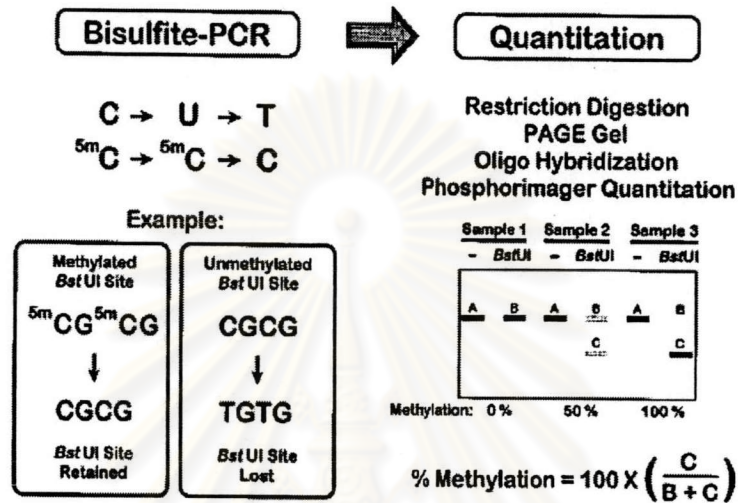 Bisulfite-PCR
C → U → T
5mC → 5mC → C
Example:
Methylated
BstUI Site
5mCG5mCG
↓
CGCG
BstUI Site
Retained
Unmethylated
BstUI Site
CGCG
↓
TGTG
BstUI Site
Lost
Quantitation
Restriction Digestion
PAGE Gel
Oligo Hybridization
Phosphorimager Quantitation
Sample 1 Sample 2 Sample 3
– BstUI – BstUI – BstUI
A B A B A B
C C
Methylation: 0% 50% 100%
% Methylation = 100 X (C / B + C)